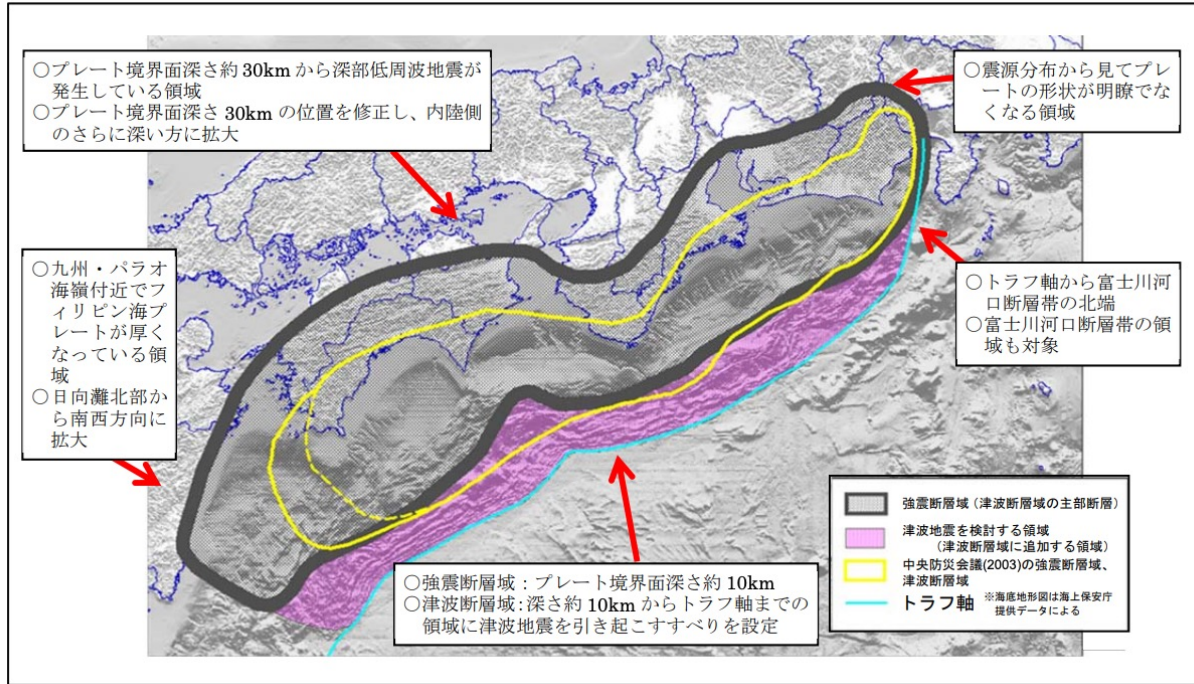 ○プレート境界面深さ約30kmから深部低周波地震が
発生している領域
○プレート境界面深さ30kmの位置を修正し、内陸側
のさらに深い方に拡大
○震源分布から見てプレ
ートの形状が明瞭でな
くなる領域
○九州・パラオ
海嶺付近でフ
ィリピン海プ
レートが厚く
なっている領
域
○日向灘北部か
ら南西方向に
拡大
○トラフ軸から富士川河
口断層帯の北端
○富士川河口断層帯の領
域も対象
○強震断層域：プレート境界面深さ約10km
○津波断層域：深さ約10kmからトラフ軸までの
領域に津波地震を引き起こすすべりを設定
強震断層域（津波断層域の主部断層）
津波地震を検討する領域
（津波断層域に追加する領域）
中央防災会議(2003)の強震断層域、
津波断層域
トラフ軸 ※海底地形図は海上保安庁
提供データによる